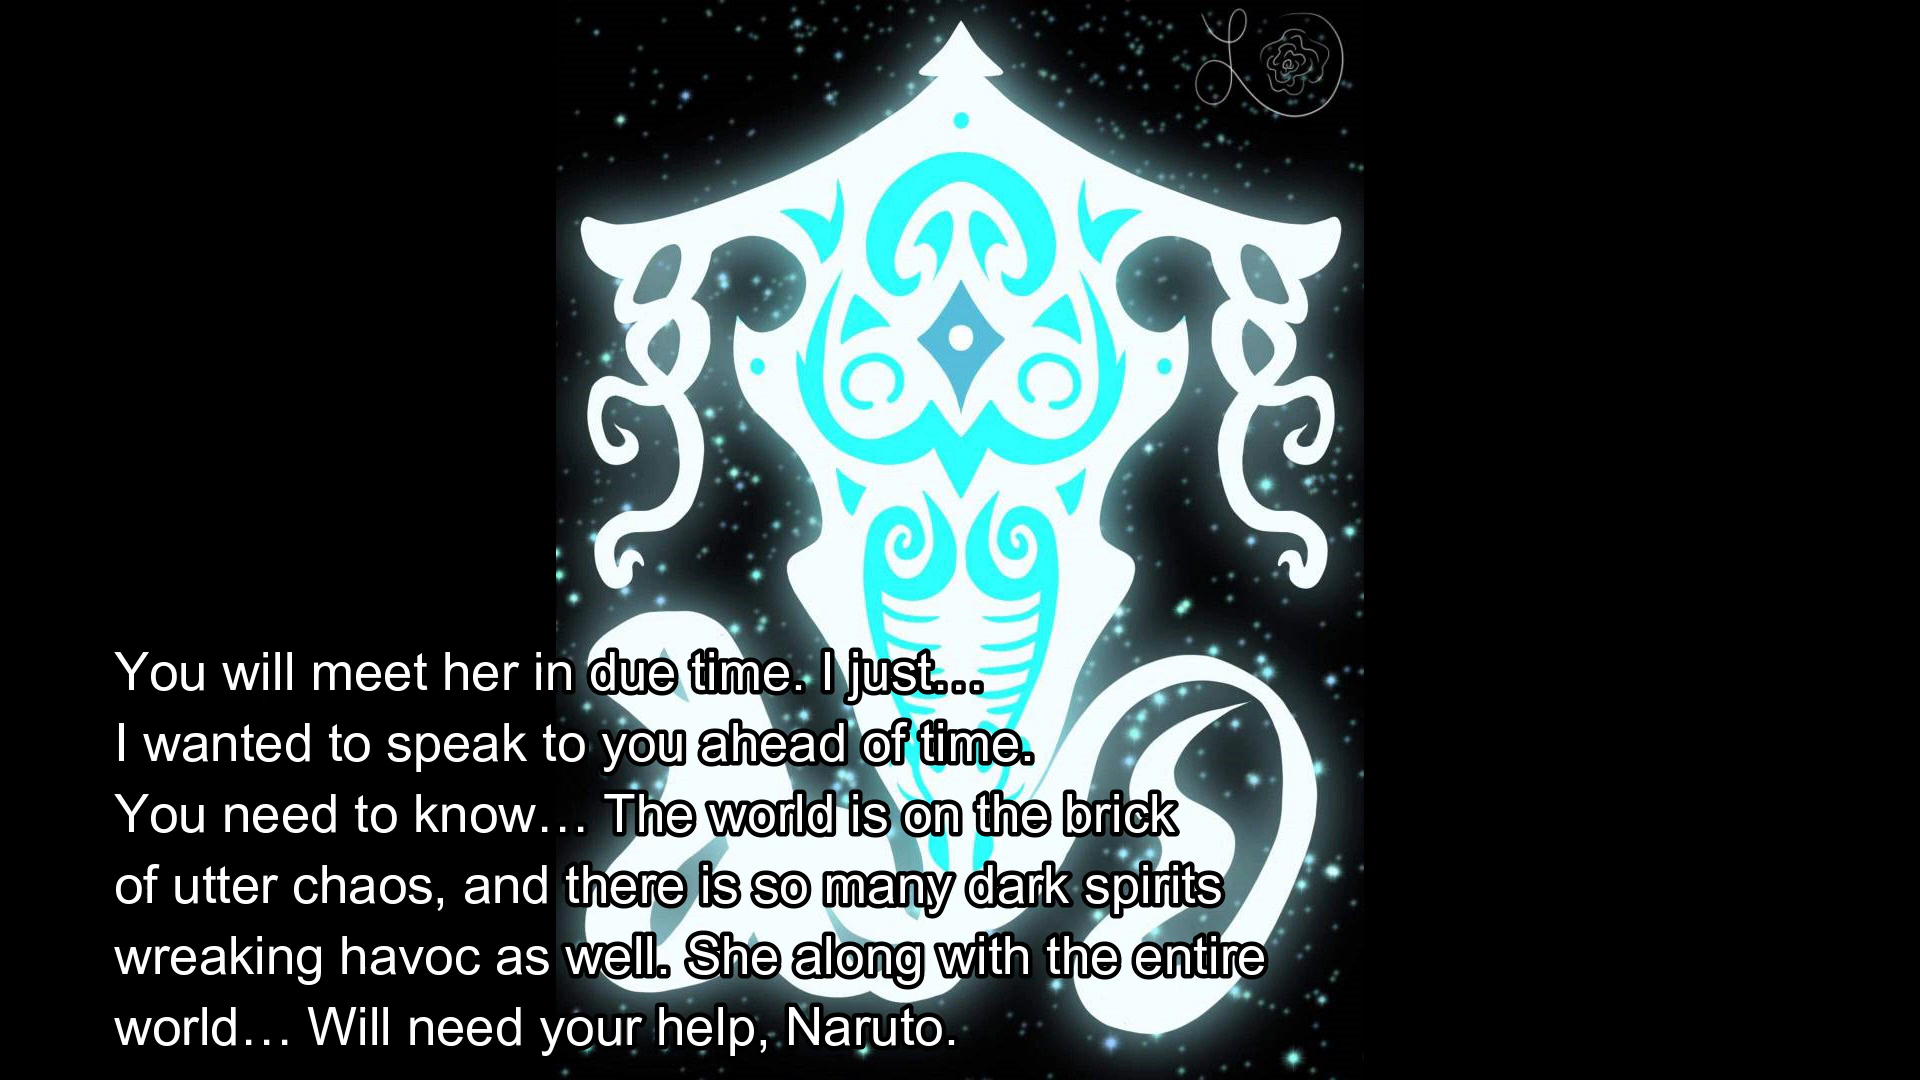 You will meet her in due time. I just…
I wanted to speak to you ahead of time.
You need to know… The world is on the brick
of utter chaos, and there is so many dark spirits
wreaking havoc as well. She along with the entire
world… Will need your help, Naruto.